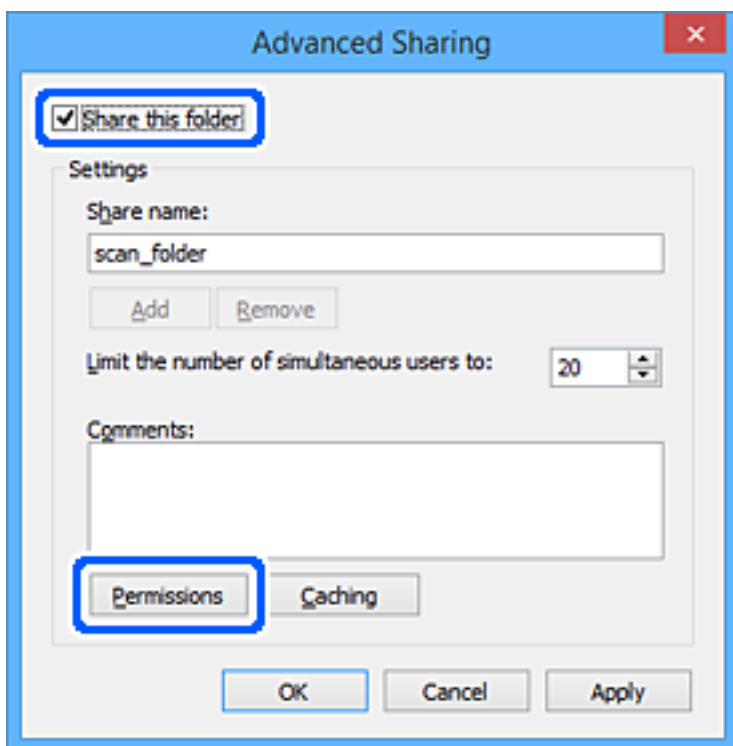 Advanced Sharing
Share this folder
Settings
Share name:
scan_folder
Add Remove
Limit the number of simultaneous users to: 20
Comments:
Permissions Caching
OK Cancel Apply